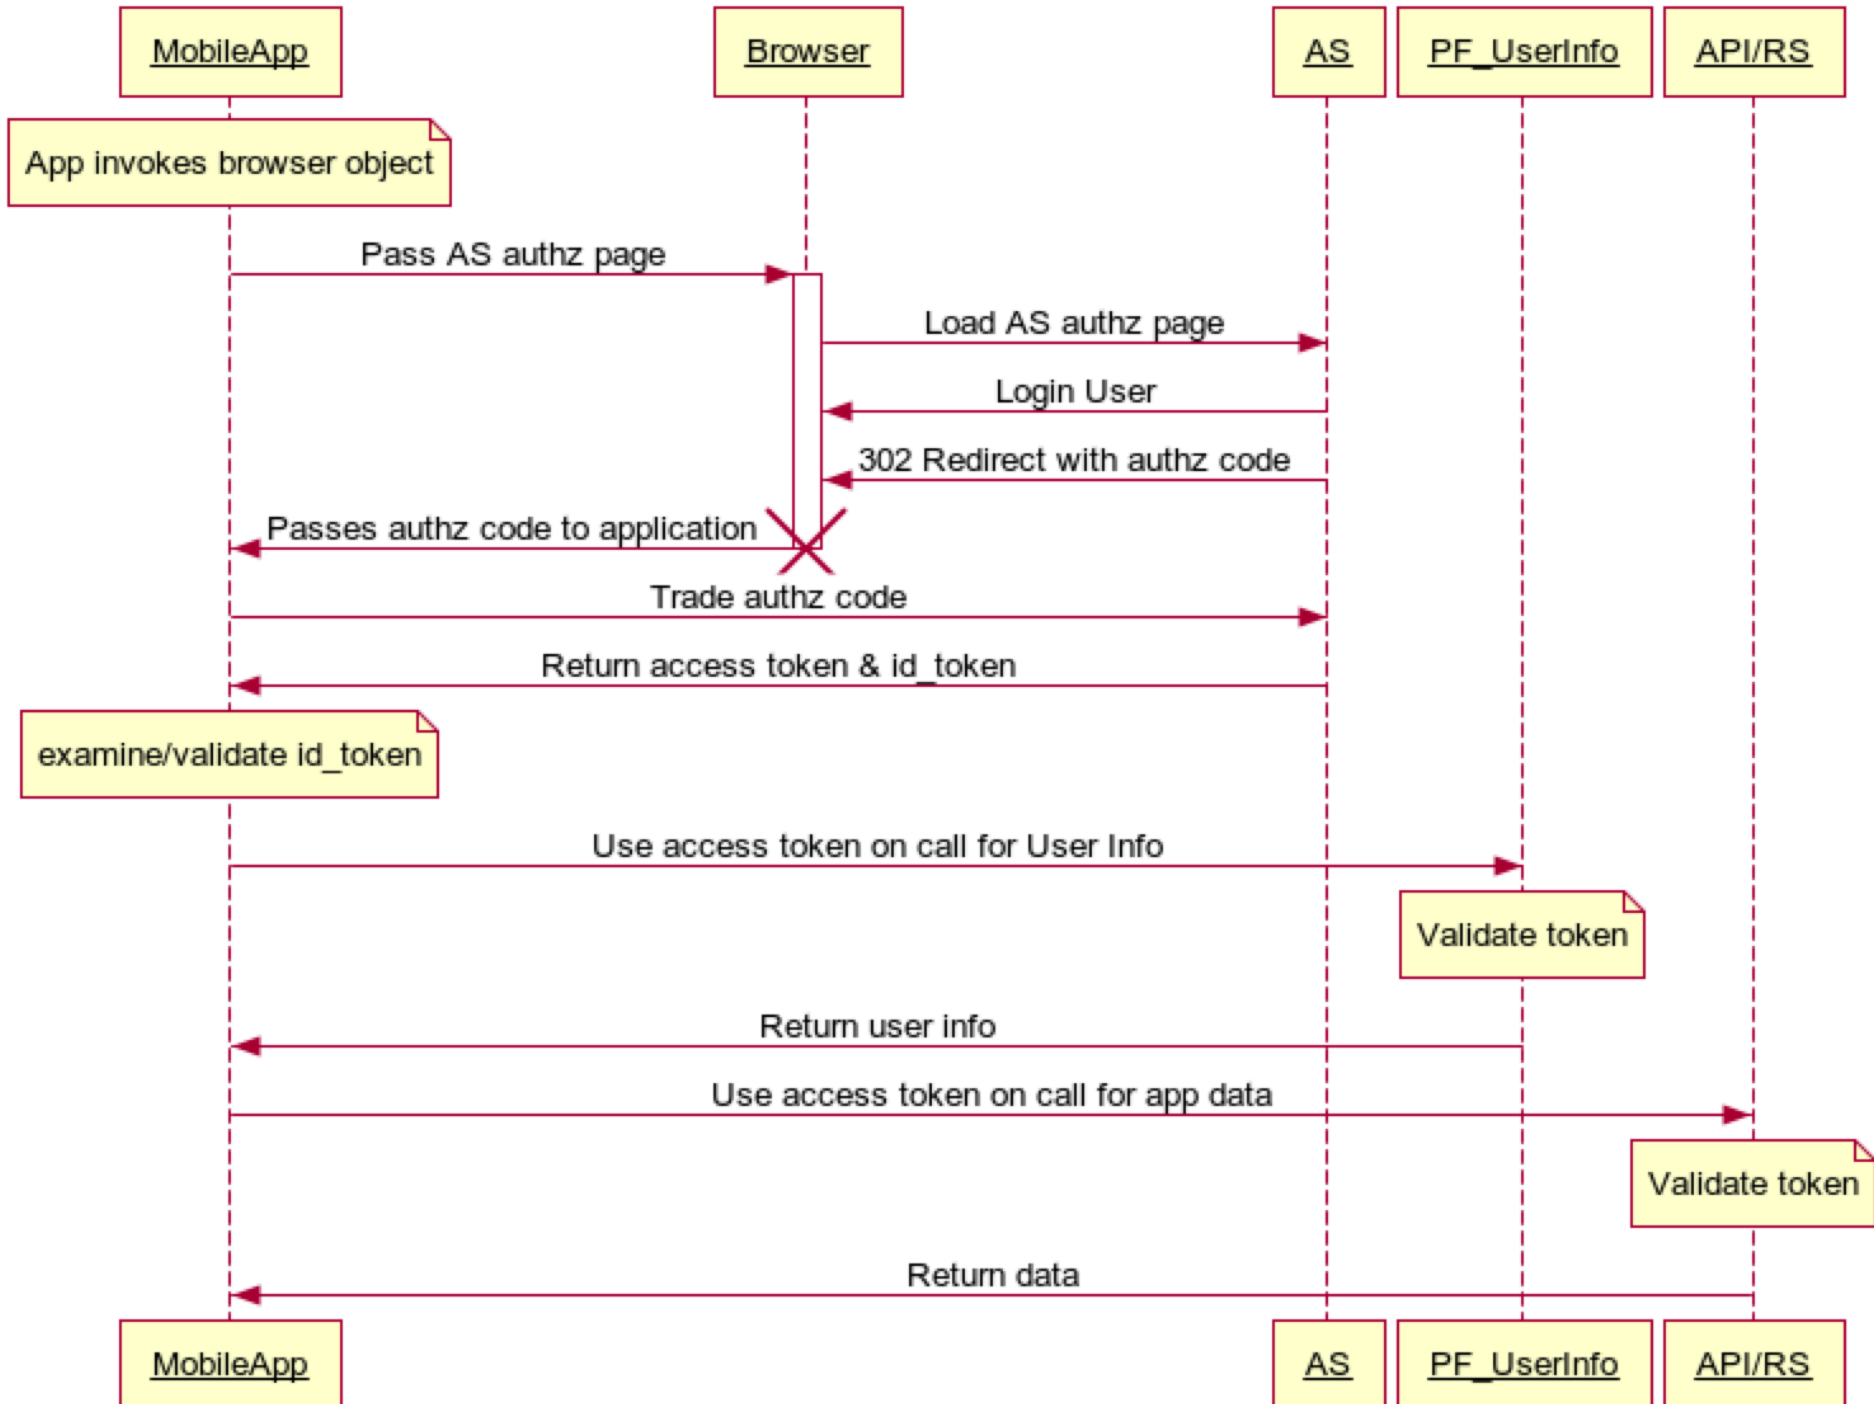 MobileApp
Browser
AS
PF_UserInfo
API/RS
App invokes browser object
Pass AS authz page
Load AS authz page
Login User
302 Redirect with authz code
Passes authz code to application
Trade authz code
Return access token & id_token
examine/validate id_token
Use access token on call for User Info
Validate token
Return user info
Use access token on call for app data
Validate token
Return data
MobileApp
AS
PF_UserInfo
API/RS